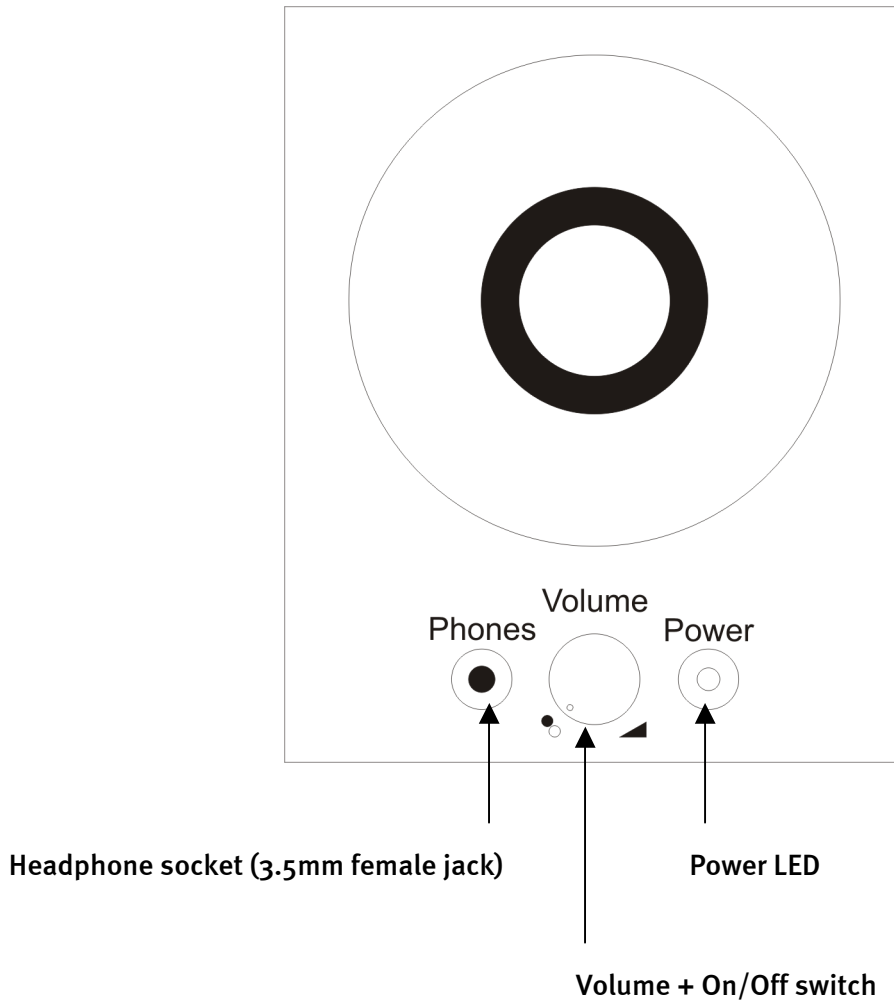 Volume
Phones
Power
Headphone socket (3.5mm female jack)
Power LED
Volume + On/Off switch